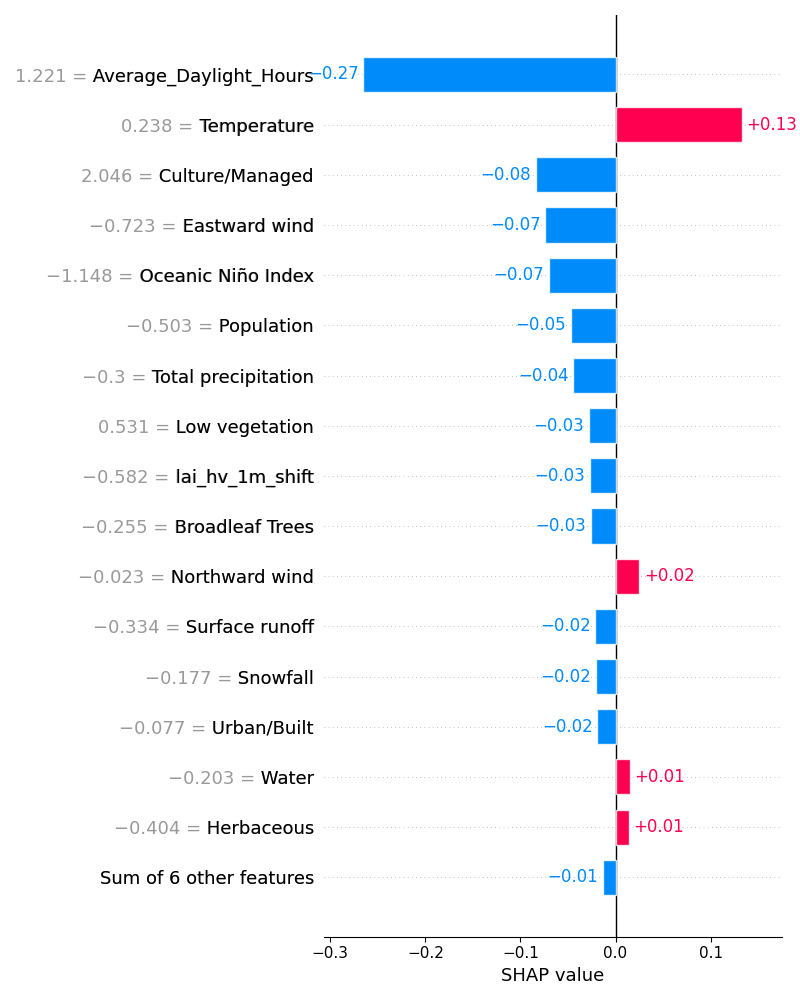 1.221 = Average_Daylight_Hours −0.27
0.238 = Temperature +0.13
2.046 = Culture/Managed −0.08
−0.723 = Eastward wind −0.07
−1.148 = Oceanic Niño Index −0.07
−0.503 = Population −0.05
−0.3 = Total precipitation −0.04
0.531 = Low vegetation −0.03
−0.582 = lai_hv_1m_shift −0.03
−0.255 = Broadleaf Trees −0.03
−0.023 = Northward wind +0.02
−0.334 = Surface runoff −0.02
−0.177 = Snowfall −0.02
−0.077 = Urban/Built −0.02
−0.203 = Water +0.01
−0.404 = Herbaceous +0.01
Sum of 6 other features −0.01
−0.3 −0.2 −0.1 0.0 0.1
SHAP value